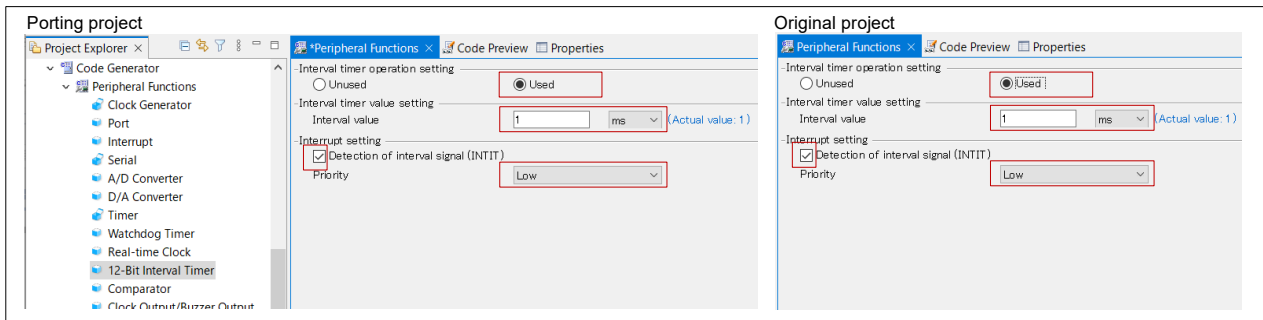 Porting project
Project Explorer
*Peripheral Functions
Code Preview
Properties
Code Generator
Peripheral Functions
Clock Generator
Port
Interrupt
Serial
A/D Converter
D/A Converter
Timer
Watchdog Timer
Real-time Clock
12-Bit Interval Timer
Comparator
Clock Output/Buzzer Output
Interval timer operation setting
Unused Used
Interval timer value setting
Interval value 1 ms (Actual value: 1)
Interrupt setting
Detection of interval signal (INTIT)
Priority Low
Original project
Peripheral Functions
Code Preview
Properties
Interval timer operation setting
Unused Used
Interval timer value setting
Interval value 1 ms (Actual value: 1)
Interrupt setting
Detection of interval signal (INTIT)
Priority Low